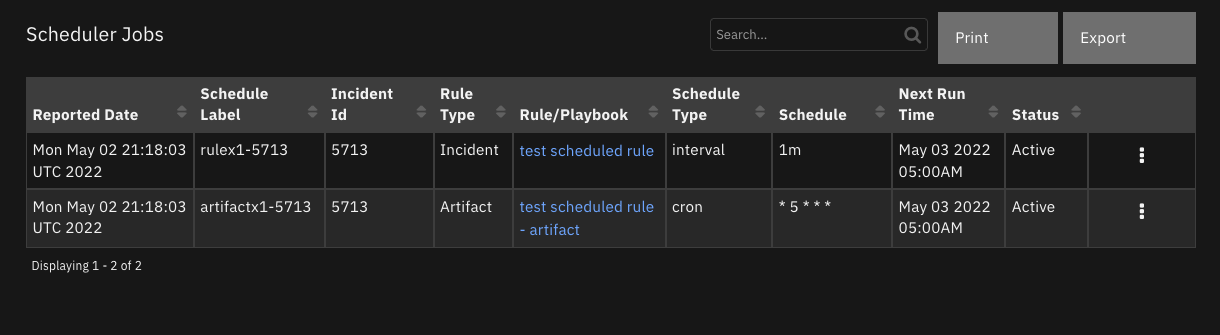 Scheduler Jobs
Search...
Print
Export
Reported Date
Schedule
Label
Incident
Id
Rule
Type
Rule/Playbook
Schedule
Type
Schedule
Next Run
Time
Status
Mon May 02 21:18:03
UTC 2022
rulex1-5713
5713
Incident
test scheduled rule
interval
1m
May 03 2022
05:00AM
Active
Mon May 02 21:18:03
UTC 2022
artifactx1-5713
5713
Artifact
test scheduled rule
- artifact
cron
* 5 * * *
May 03 2022
05:00AM
Active
Displaying 1 - 2 of 2